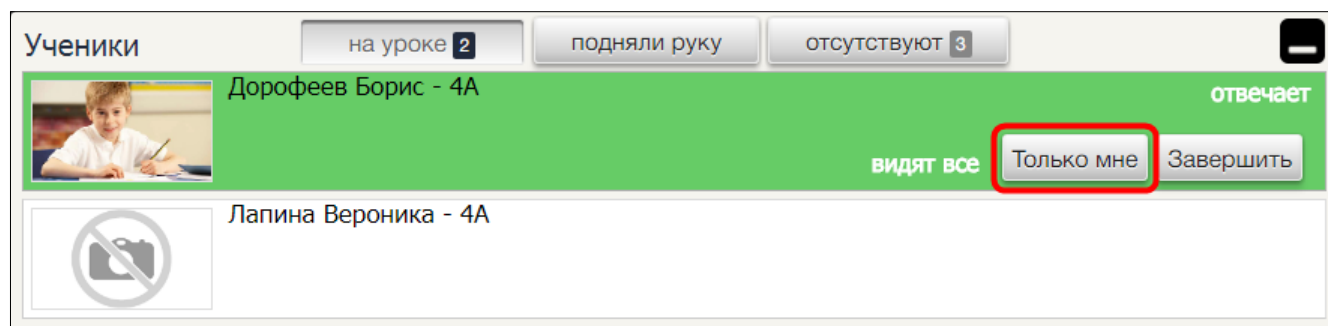 Ученики на уроке 2 подняли руку отсутствуют 3
Дорофеев Борис - 4А
отвечает
видят все Только мне Завершить
Лапина Вероника - 4А